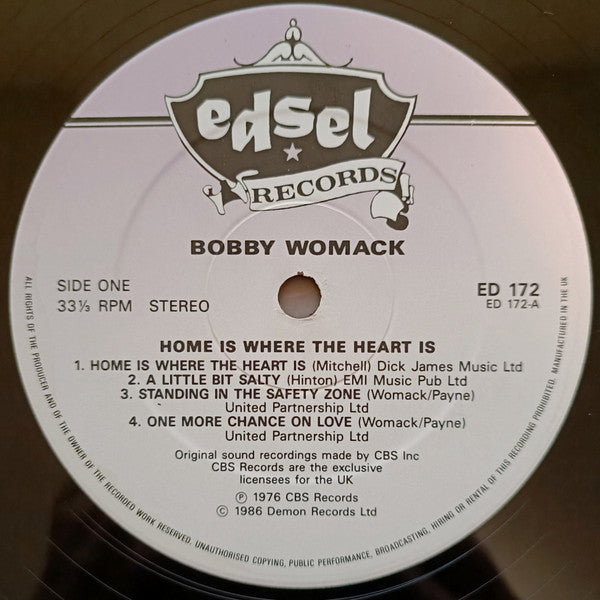 edsel
RECORDS
BOBBY WOMACK
SIDE ONE
33⅓ RPM STEREO
ED 172
ED 172-A
HOME IS WHERE THE HEART IS
1. HOME IS WHERE THE HEART IS (Mitchell) Dick James Music Ltd
2. A LITTLE BIT SALTY (Hinton) EMI Music Pub Ltd
3. STANDING IN THE SAFETY ZONE (Womack/Payne)
United Partnership Ltd
4. ONE MORE CHANCE ON LOVE (Womack/Payne)
United Partnership Ltd
Original sound recordings made by CBS Inc
CBS Records are the exclusive
licensees for the UK
℗ 1976 CBS Records
© 1986 Demon Records Ltd
ALL RIGHTS OF THE PRODUCER AND OF THE OWNER OF THE RECORDED WORK RESERVED. UNAUTHORISED COPYING, PUBLIC PERFORMANCE, BROADCASTING, HIRING OR RENTAL OF THIS RECORDING PROHIBITED. MANUFACTURED IN THE UK